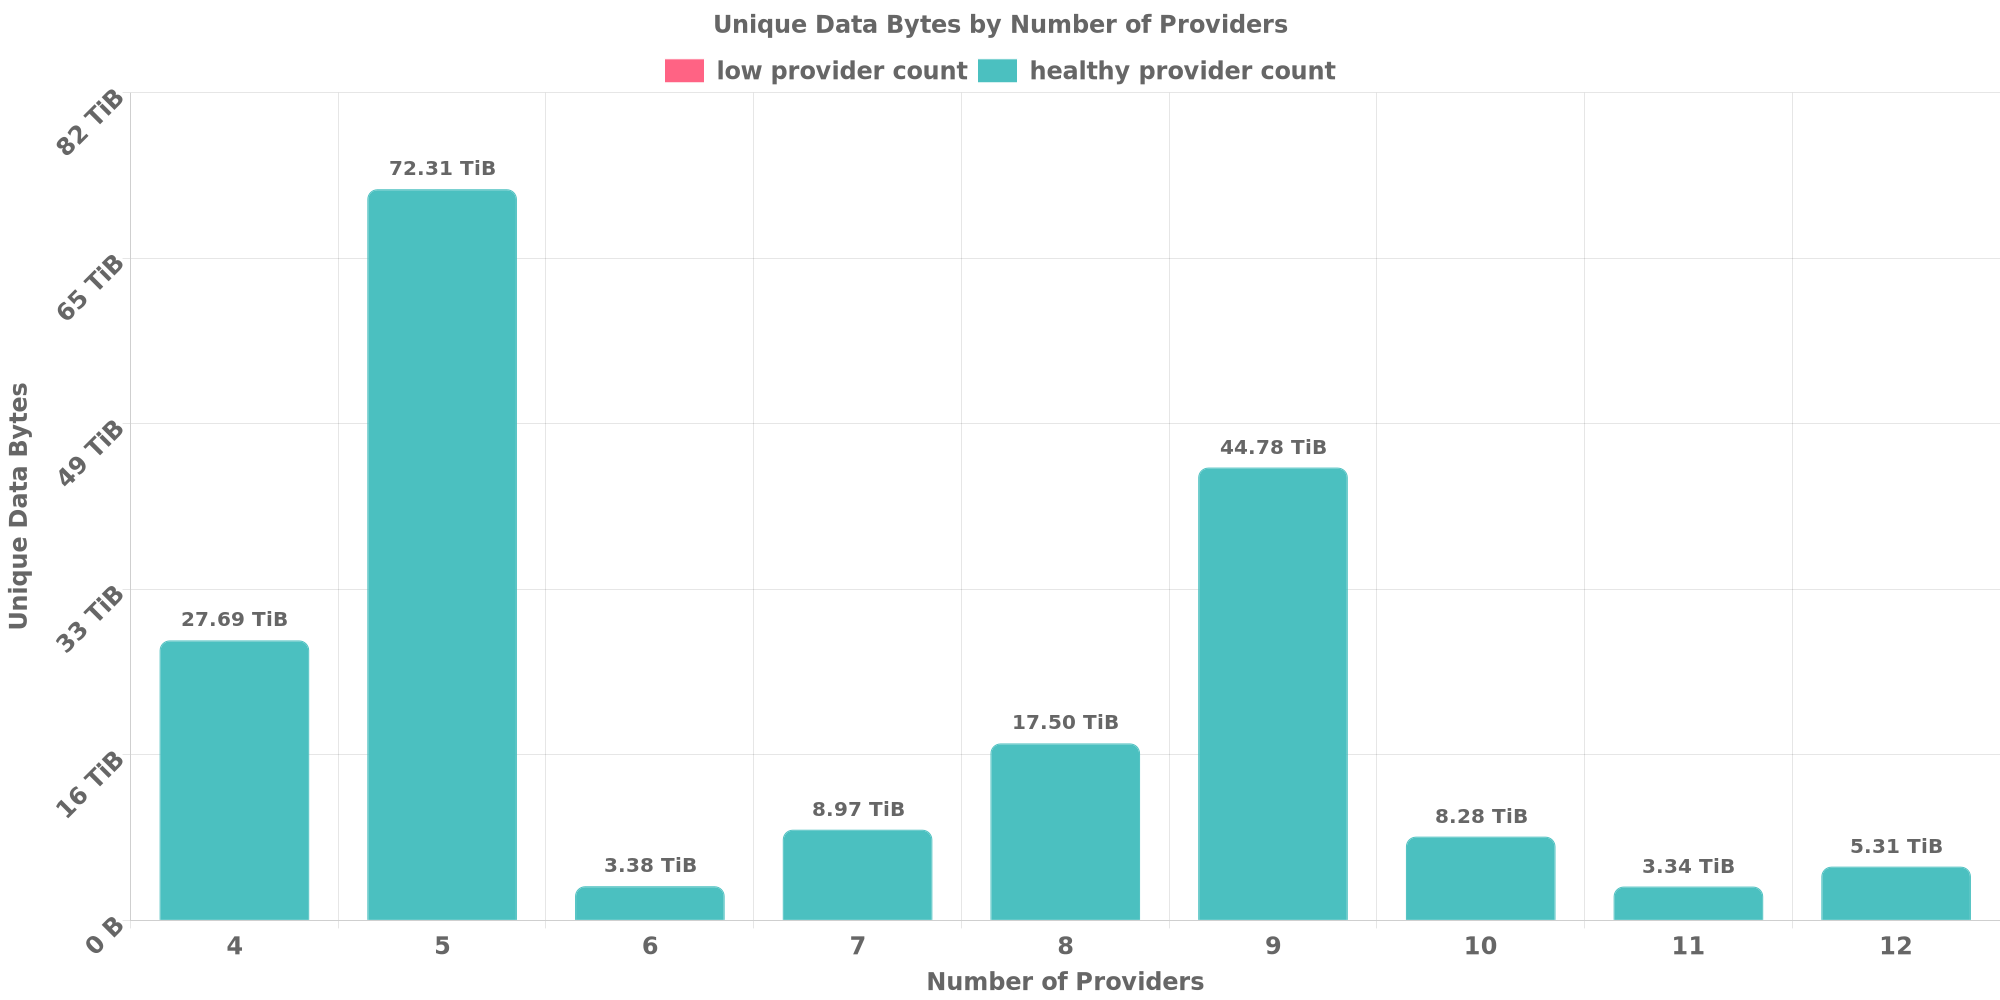 Unique Data Bytes by Number of Providers
low provider count healthy provider count
82 TiB
65 TiB
49 TiB
33 TiB
16 TiB
0 B
Unique Data Bytes
27.69 TiB
72.31 TiB
3.38 TiB
8.97 TiB
17.50 TiB
44.78 TiB
8.28 TiB
3.34 TiB
5.31 TiB
4 5 6 7 8 9 10 11 12
Number of Providers